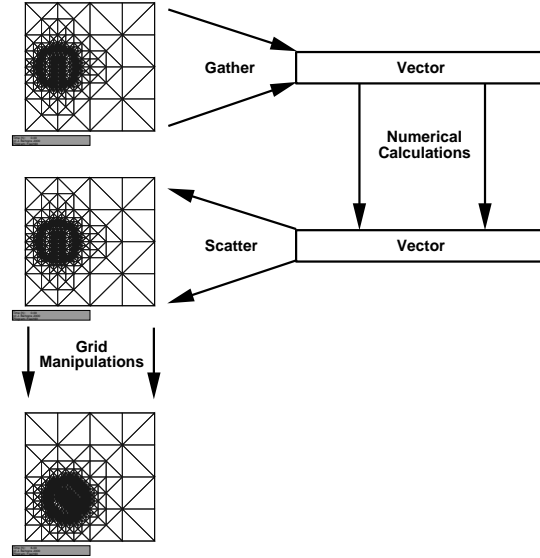 Gather
Vector
Numerical
Calculations
Scatter
Vector
Grid
Manipulations